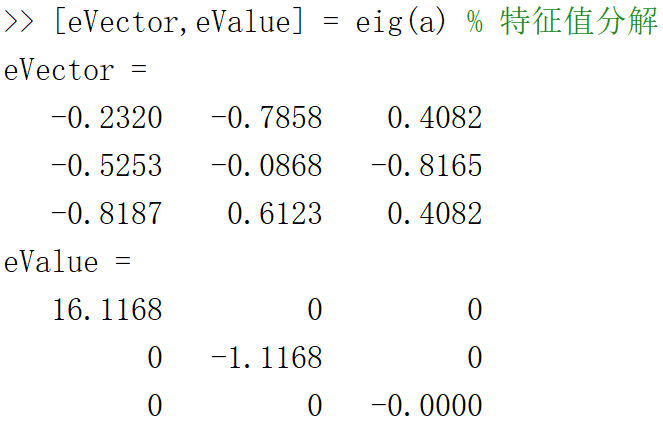 >> [eVector,eValue] = eig(a) % 特征值分解
eVector =
-0.2320 -0.7858 0.4082
-0.5253 -0.0868 -0.8165
-0.8187 0.6123 0.4082
eValue =
16.1168 0 0
0 -1.1168 0
0 0 -0.0000